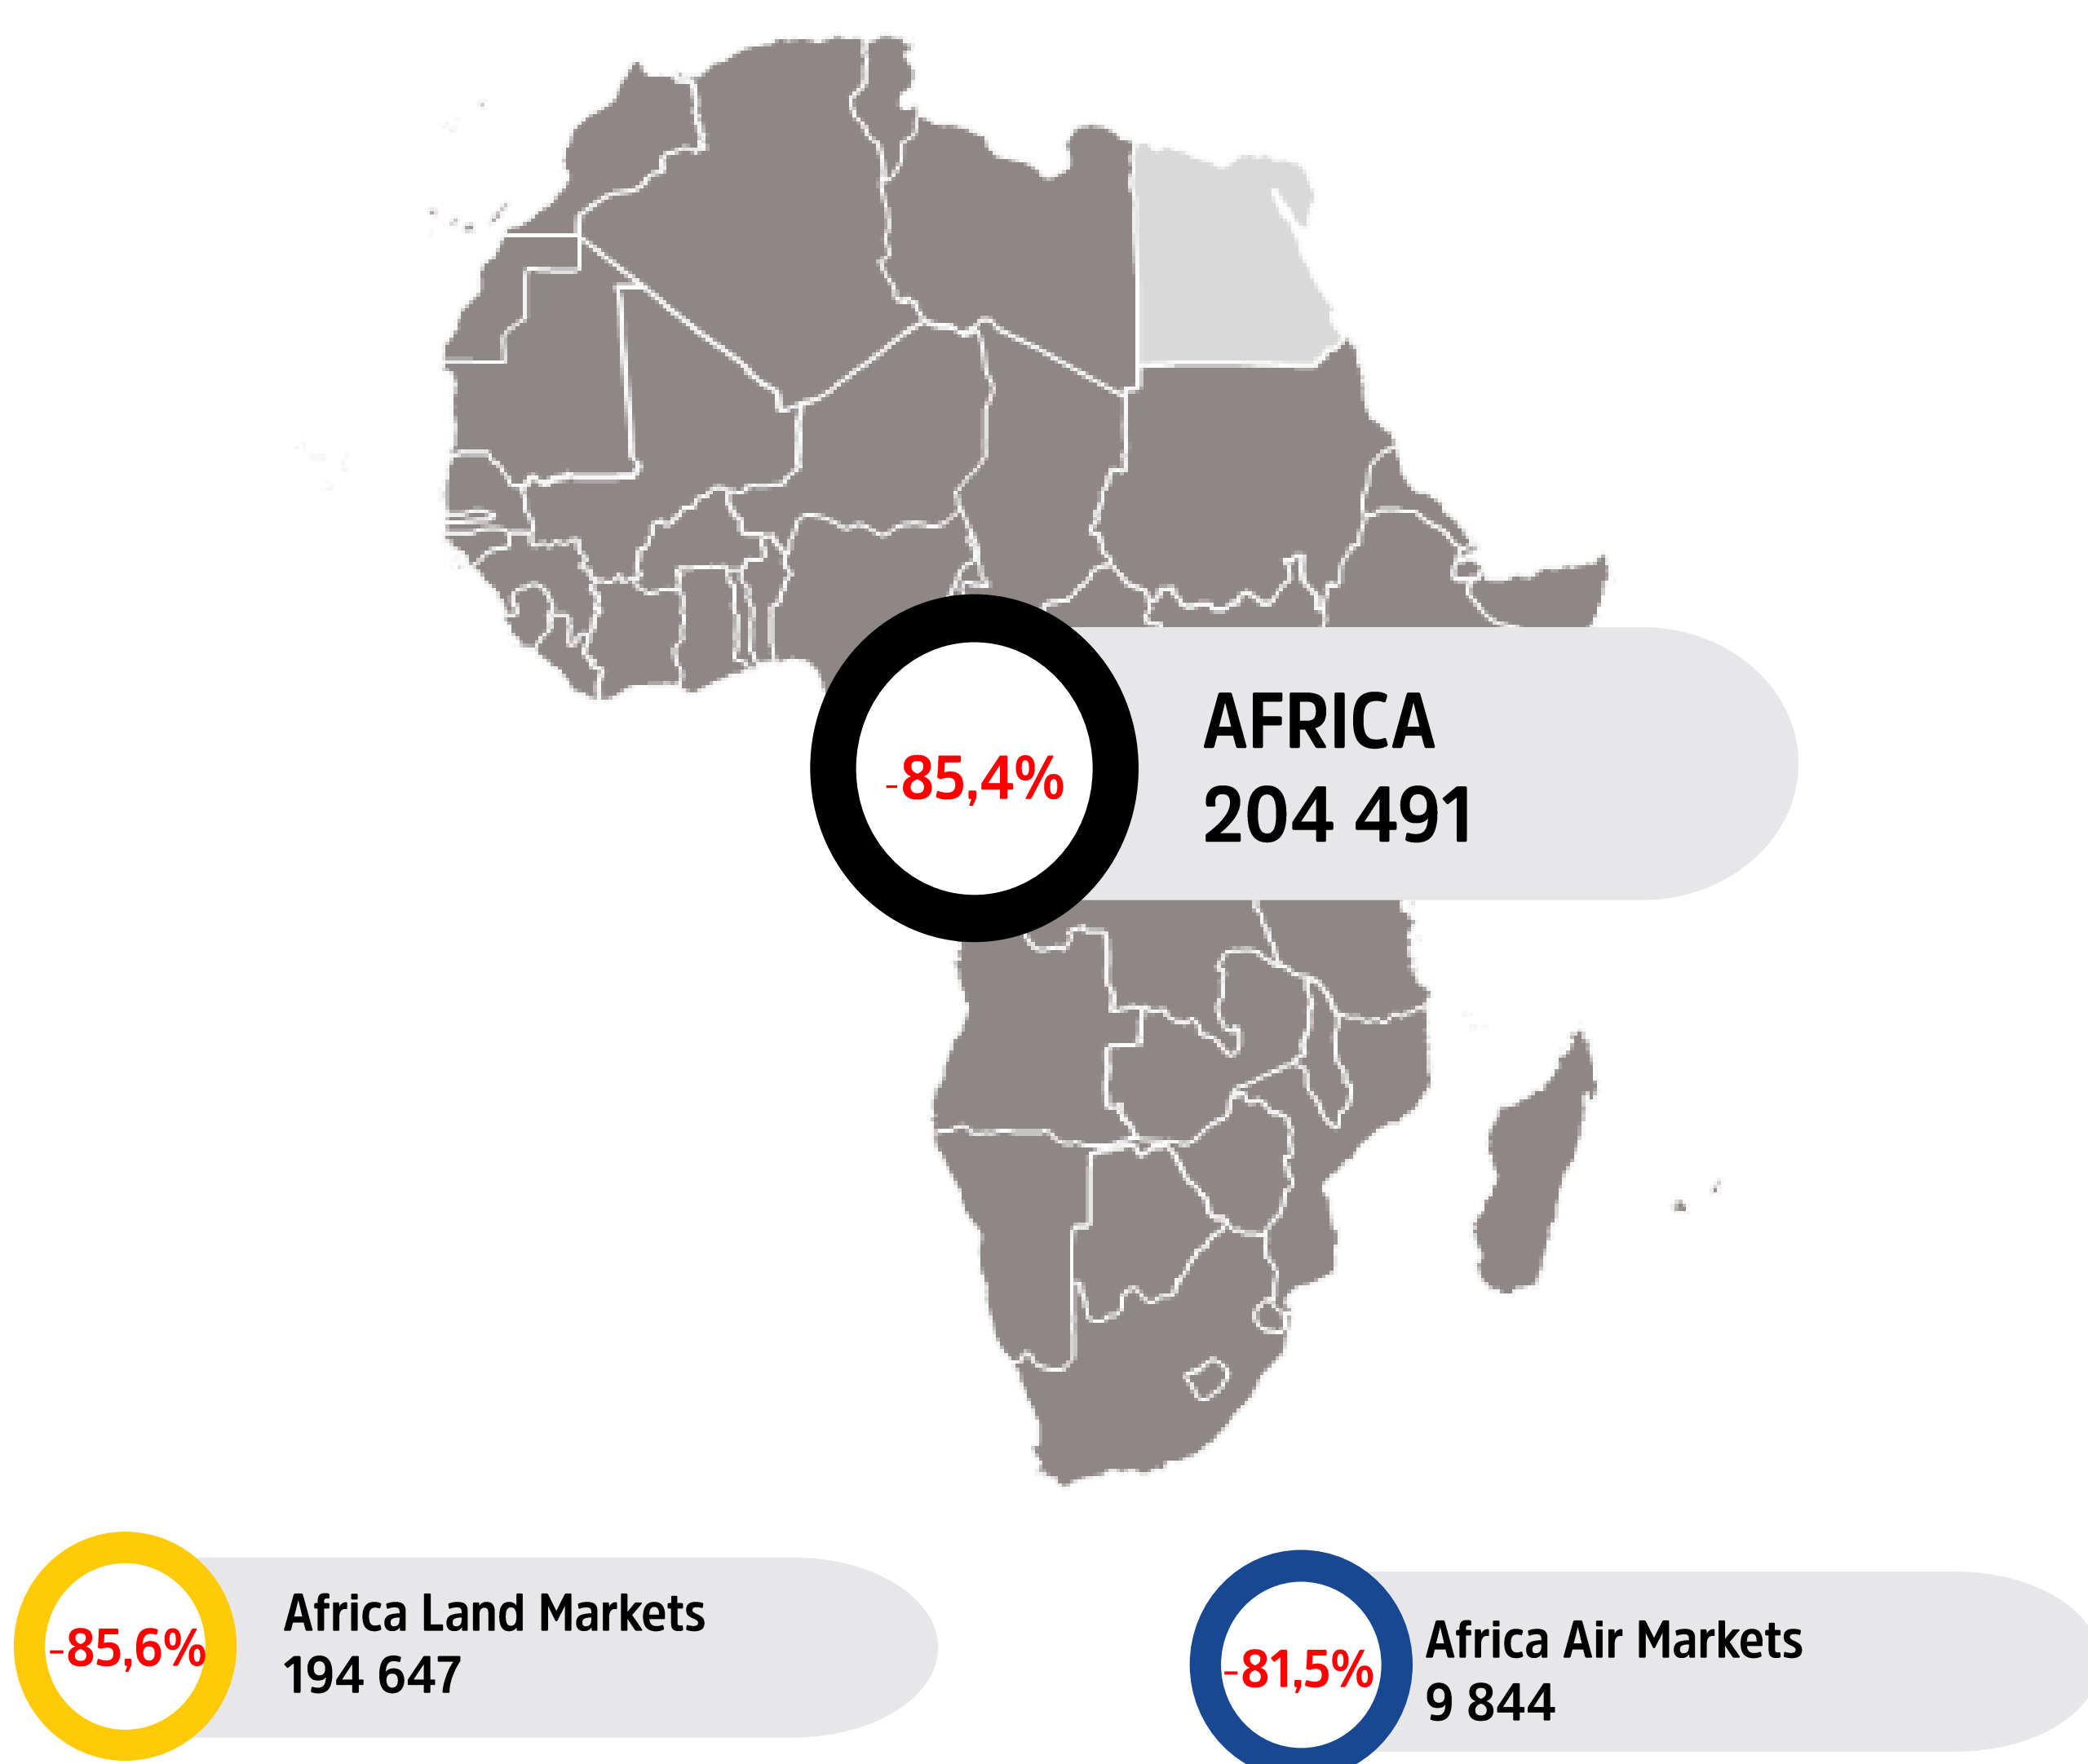 -85,4%
AFRICA
204 491
-85,6%
Africa Land Markets
194 647
-81,5%
Africa Air Markets
9 844